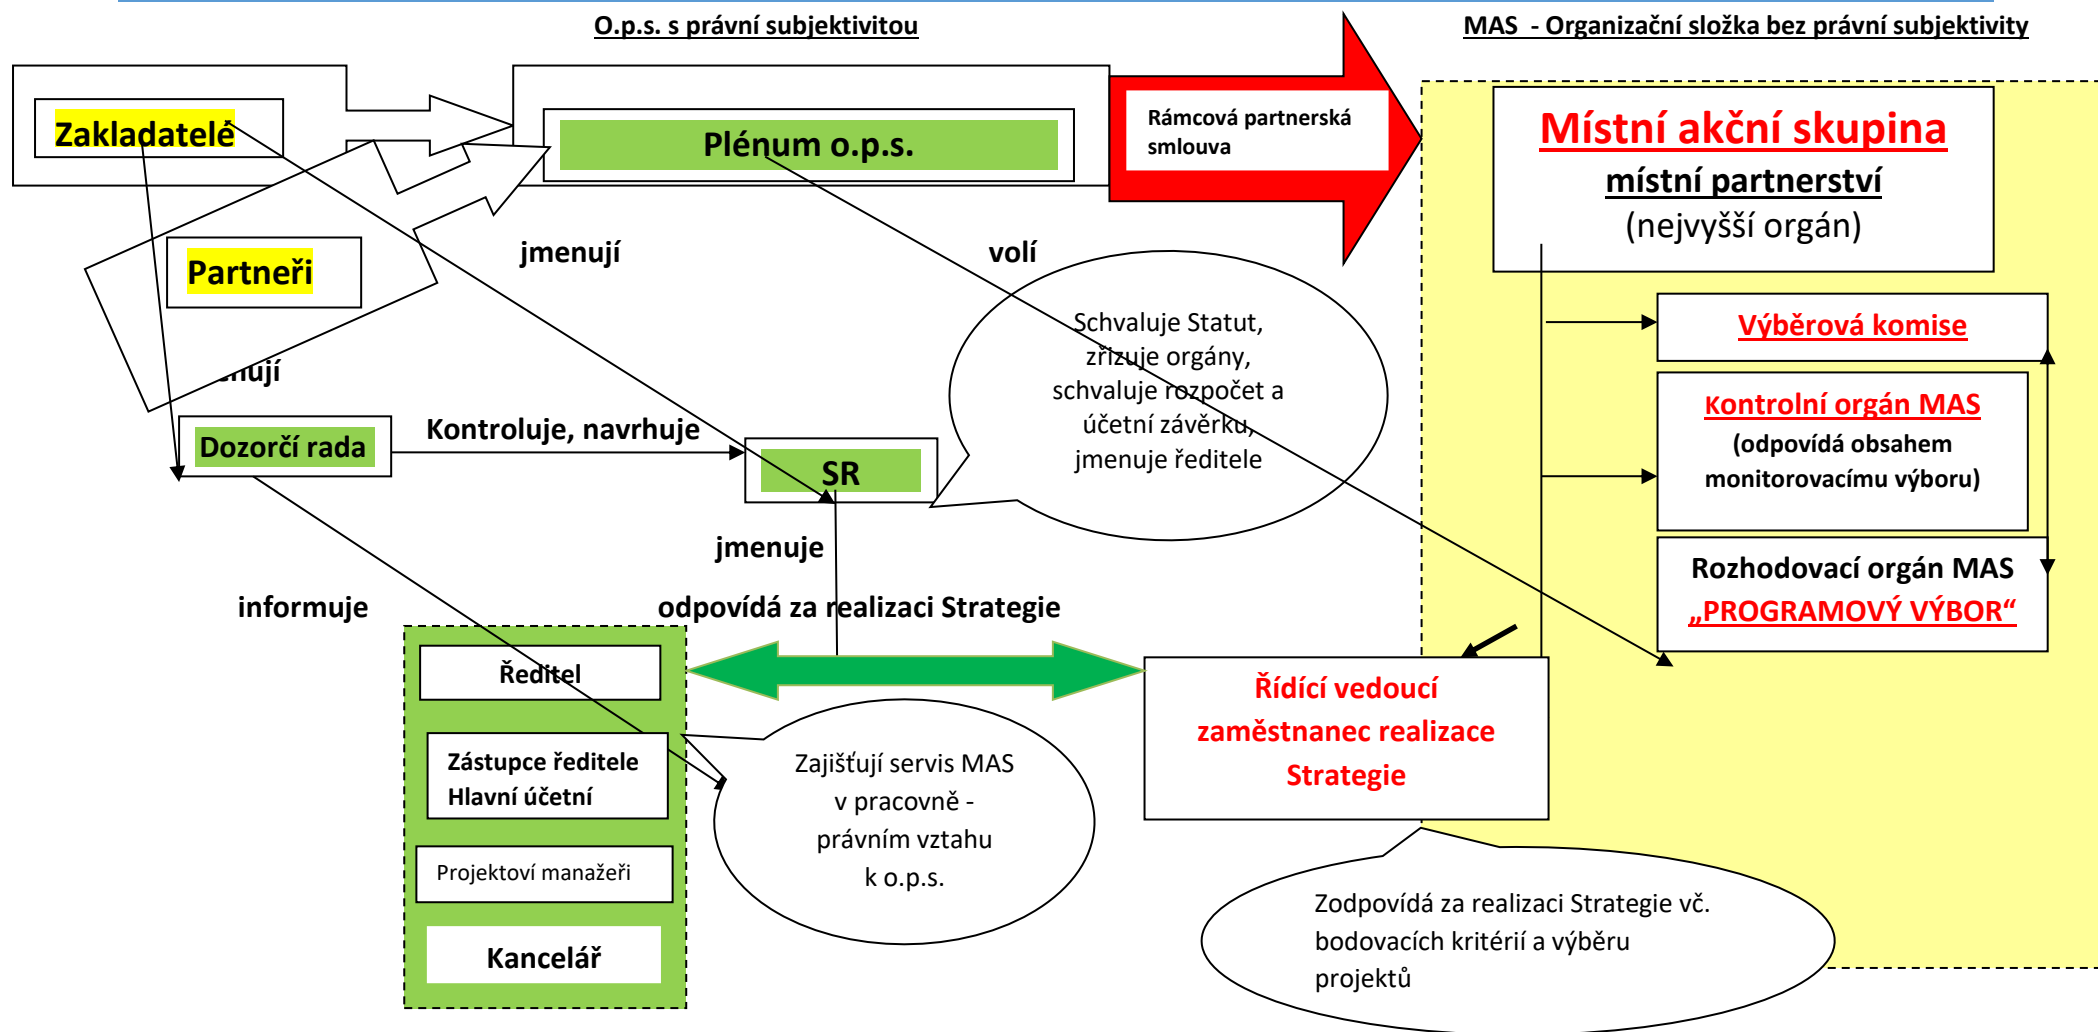 O.p.s. s právní subjektivitou
MAS - Organizační složka bez právní subjektivity
Zakladatelé
Plénum o.p.s.
Rámcová partnerská
smlouva
Místní akční skupina
místní partnerství
(nejvyšší orgán)
Partneři
jmenují
volí
Schvaluje Statut,
zřizuje orgány,
schvaluje rozpočet a
účetní závěrku,
jmenuje ředitele
Výběrová komise
Kontrolní orgán MAS
(odpovídá obsahem
monitorovacímu výboru)
Rozhodovací orgán MAS
„PROGRAMOVÝ VÝBOR“
Dozorčí rada
Kontroluje, navrhuje
SR
jmenuje
informuje
odpovídá za realizaci Strategie
Ředitel
Zástupce ředitele
Hlavní účetní
Projektoví manažeři
Kancelář
Zajišťují servis MAS
v pracovně -
právním vztahu
k o.p.s.
Řídící vedoucí
zaměstnanec realizace
Strategie
Zodpovídá za realizaci Strategie vč.
bodovacích kritérií a výběru
projektů